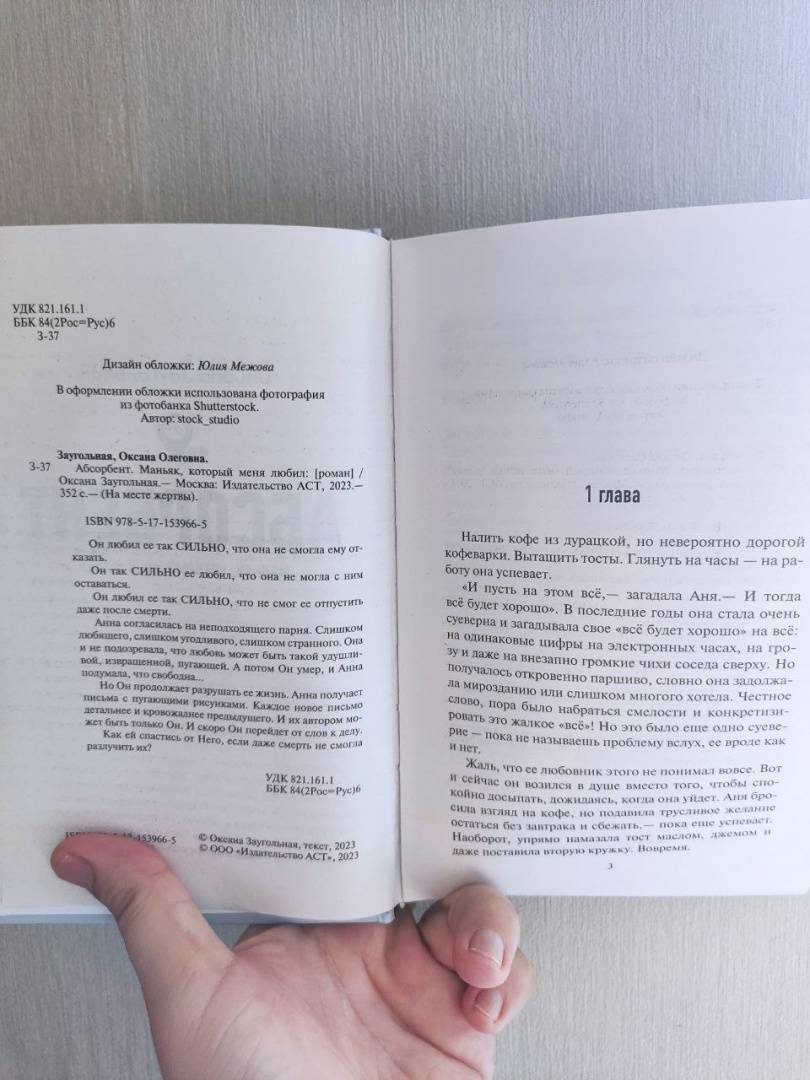 УДК 821.161.1
ББК 84(2Рос=Рус)6
З-37
Дизайн обложки: Юлия Межова
В оформлении обложки использована фотография
из фотобанка Shutterstock.
Автор: stock_studio
Заугольная, Оксана Олеговна.
З-37 Абсорбент. Маньяк, который меня любил: [роман] /
Оксана Заугольная.— Москва: Издательство АСТ, 2023.—
352 с.— (На месте жертвы).
ISBN 978-5-17-153966-5
Он любил ее так СИЛЬНО, что она не смогла ему от-
казать.
Он так СИЛЬНО ее любил, что она не могла с ним
оставаться.
Он любил ее так СИЛЬНО, что не смог ее отпустить
даже после смерти.
Анна согласилась на неподходящего парня. Слишком
любящего, слишком угодливого, слишком странного. Она
и не подозревала, что любовь может быть такой удушли-
вой, извращенной, пугающей. А потом Он умер, и Анна
подумала, что свободна...
Но Он продолжает разрушать ее жизнь. Анна получает
письма с пугающими рисунками. Каждое новое письмо
детальнее и кровожаднее предыдущего. И их автором мо-
жет быть только Он. И скоро Он перейдет от слов к делу.
Как ей спастись от Него, если даже смерть не смогла
разлучить их?
УДК 821.161.1
ББК 84(2Рос=Рус)6
153966-5
© Оксана Заугольная, текст, 2023
© ООО «Издательство АСТ», 2023
1 глава
Налить кофе из дурацкой, но невероятно дорогой
кофеварки. Вытащить тосты. Глянуть на часы — на ра-
боту она успевает.
«И пусть на этом всё,— загадала Аня.— И тогда
всё будет хорошо». В последние годы она стала очень
суеверна и загадывала свое «всё будет хорошо» на всё:
на одинаковые цифры на электронных часах, на гро-
зу и даже на внезапно громкие чихи соседа сверху. Но
получалось откровенно паршиво, словно она задолжа-
ла мирозданию или слишком многого хотела. Честное
слово, пора было набраться смелости и конкретизи-
ровать это жалкое «всё»! Но это было еще одно суеве-
рие — пока не называешь проблему вслух, ее вроде как
и нет.
Жаль, что ее любовник этого не понимал вовсе. Вот
и сейчас он возился в душе вместо того, чтобы спо-
койно досыпать, дожидаясь, когда она уйдет. Аня бро-
сила взгляд на кофе, но подавила трусливое желание
остаться без завтрака и сбежать,— пока еще успевает.
Наоборот, упрямо намазала тост маслом, джемом и
даже поставила вторую кружку. Вовремя.
3